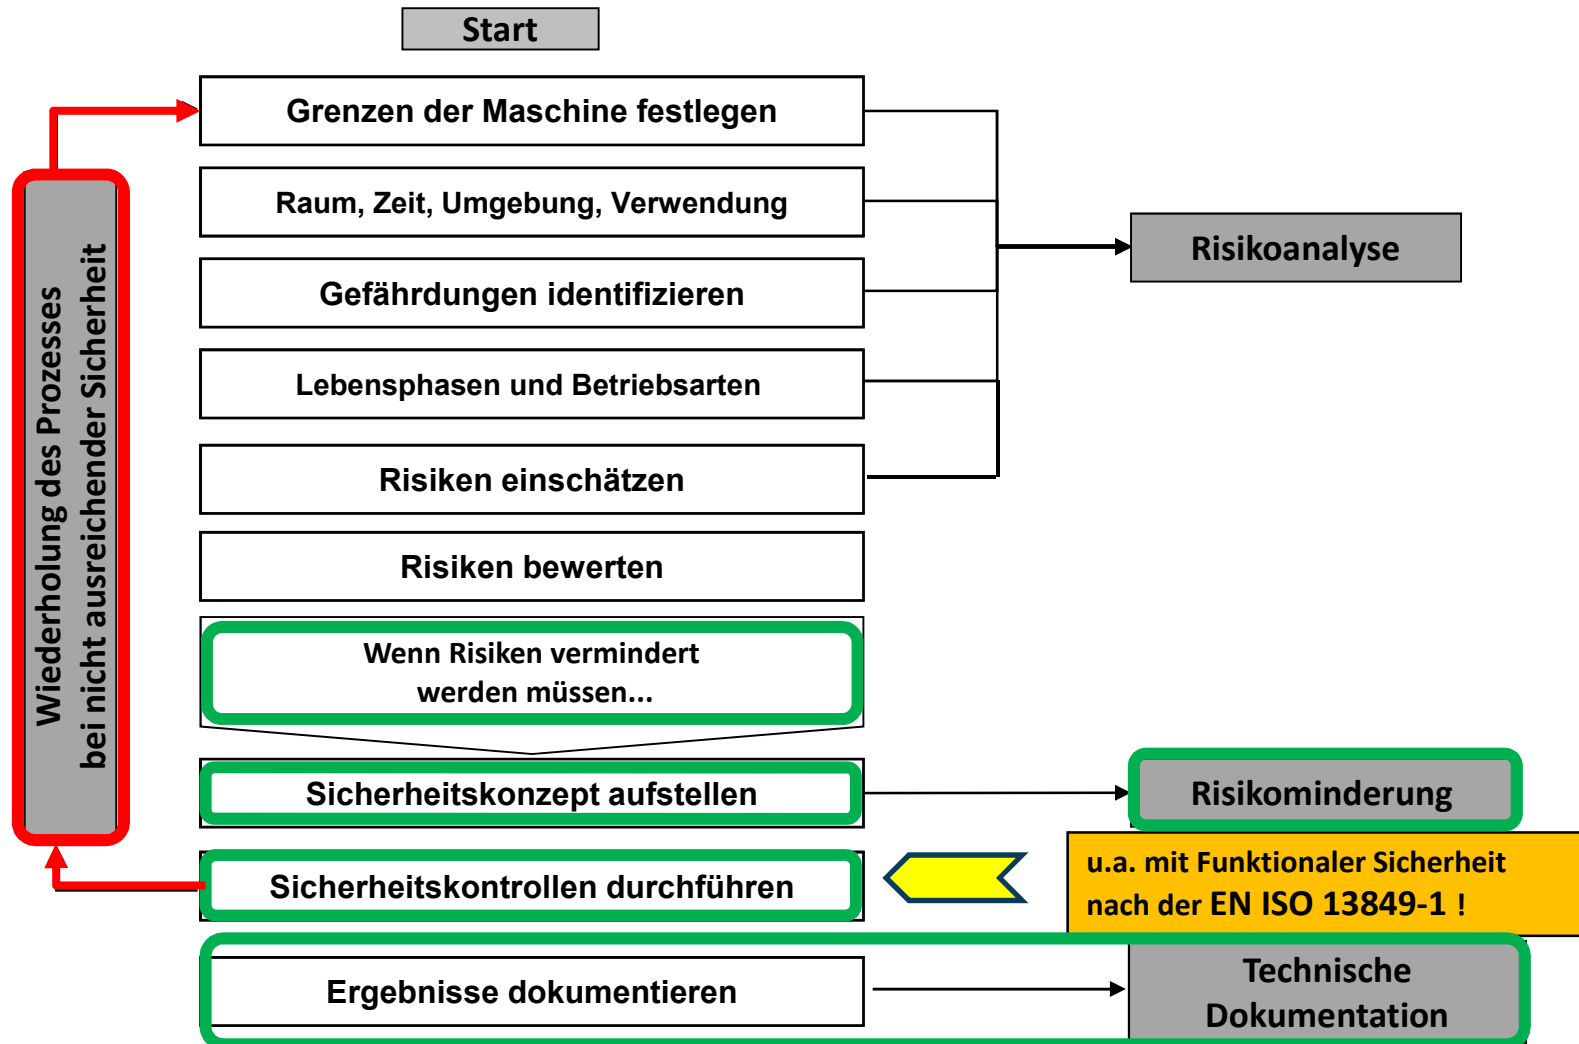 Start
Grenzen der Maschine festlegen
Raum, Zeit, Umgebung, Verwendung
Risikoanalyse
Gefährdungen identifizieren
Lebensphasen und Betriebsarten
Wiederholung des Prozesses
bei nicht ausreichender Sicherheit
Risiken einschätzen
Risiken bewerten
Wenn Risiken vermindert
werden müssen...
Sicherheitskonzept aufstellen
Risikominderung
Sicherheitskontrollen durchführen
u.a. mit Funktionaler Sicherheit
nach der EN ISO 13849-1 !
Ergebnisse dokumentieren
Technische
Dokumentation